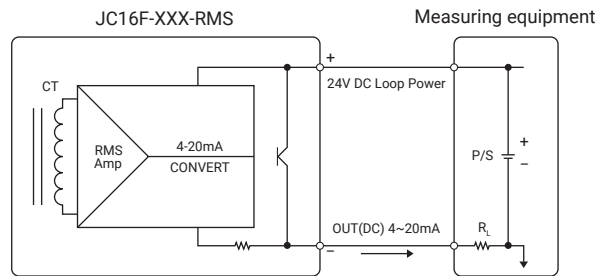 JC16F-XXX-RMS
Measuring equipment
CT
RMS
Amp
4-20mA
CONVERT
+
24V DC Loop Power
P/S
+
−
OUT(DC) 4~20mA
−
RL